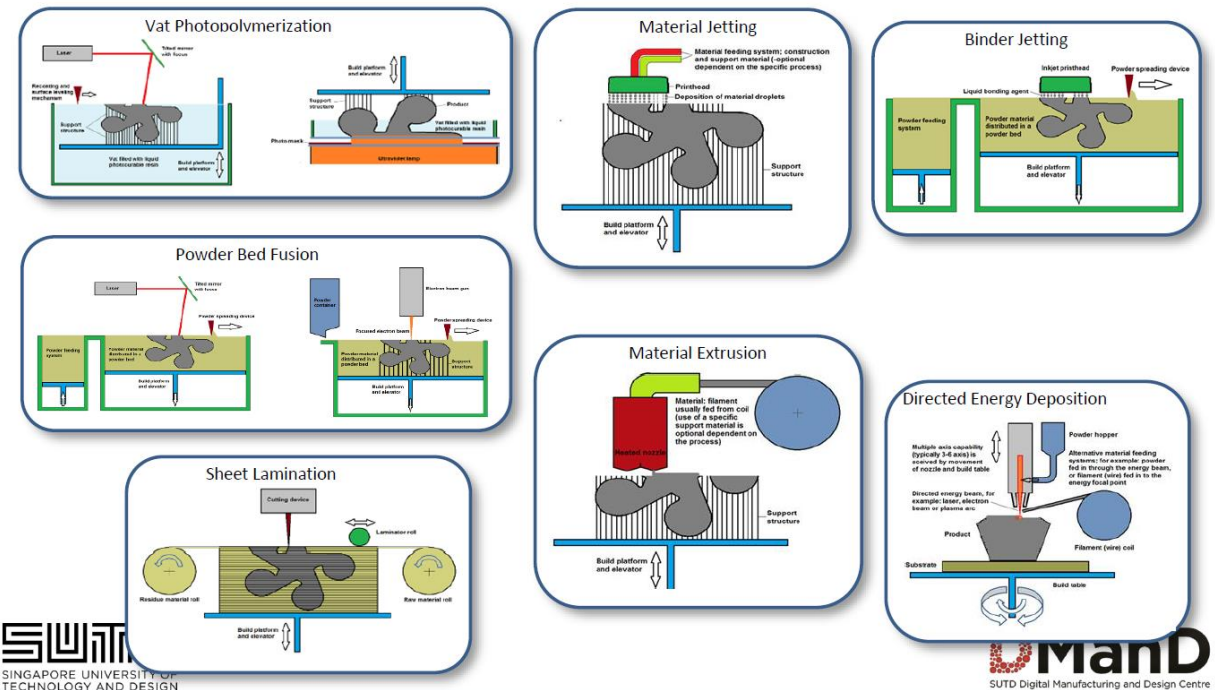 Vat Photopolymerization
Laser
Tilted mirror
with focus
Recoating and
surface leveling
mechanism
Support
structure
Vat filled with liquid
photocurable resin
Build platform
and elevator
Build platform
and elevator
Support
structure
Product
Vat filled with liquid
photocurable resin
Photo mask
Ultraviolet lamp
Material Jetting
Material feeding system; construction
and support material (-optional
dependent on the specific process)
Printhead
Deposition of material droplets
Support
structure
Build platform
and elevator
Binder Jetting
Inkjet printhead
Powder spreading device
Liquid bonding agent
Powder feeding
system
Powder material
distributed in a
powder bed
Build platform
and elevator
Powder Bed Fusion
Laser
Tilted mirror
with focus
Powder spreading device
Powder feeding
system
Powder material
distributed in a
powder bed
Build platform
and elevator
Powder
container
Electron beam gun
Focused electron beam
Powder spreading device
Powder material
distributed in a
powder bed
Support
structure
Build platform
and elevator
Material Extrusion
Material: filament
usually fed from coil
(use of a specific
support material is
optional dependent on
the process)
Heated nozzle
Support
structure
Build platform
and elevator
Directed Energy Deposition
Multiple axis capability
(typically 3-6 axis) is
by movement
of nozzle and build table
Powder hopper
Alternative material feeding
systems; for example: powder
fed in through the energy beam,
or filament (wire) fed in to the
energy focal point
Directed energy beam, for
example: laser, electron
beam or plasma arc
Product
Filament (wire) coil
Substrate
Build table
Sheet Lamination
Cutting device
Laminator roll
Residue material roll
Raw material roll
Build platform
and elevator
SUT
SINGAPORE UNIVERSITY OF
TECHNOLOGY AND DESIGN
DManD
SUTD Digital Manufacturing and Design Centre